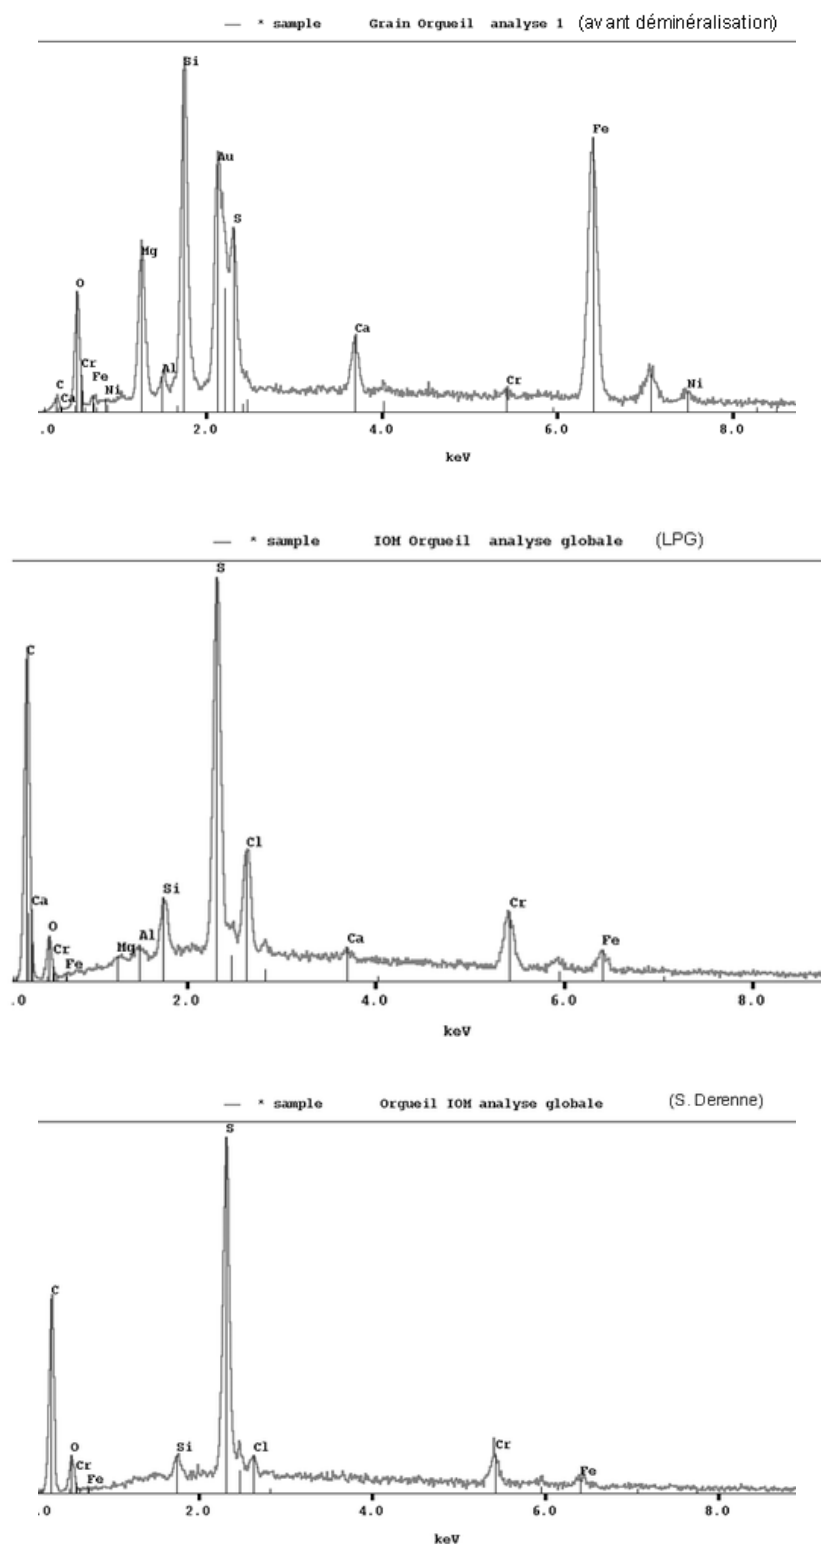 — * sample Grain Orgueil analyse 1 (avant déminéralisation)
Si
Au
Fe
S
Mg
O
Ca
Cr
Al
Fe
C
Ca
Ni
Cr
Ni
.0 2.0 4.0 6.0 8.0
keV
— * sample IOM Orgueil analyse globale (LPG)
S
C
Cl
Si
Ca
Cr
O
Al
Cr
Mg
Ca
Fe
Fe
.0 2.0 4.0 6.0 8.0
keV
— * sample Orgueil IOM analyse globale (S. Derenne)
S
C
O
Si
Cl
Cr
Cr
Fe
Fe
.0 2.0 4.0 6.0 8.0
keV